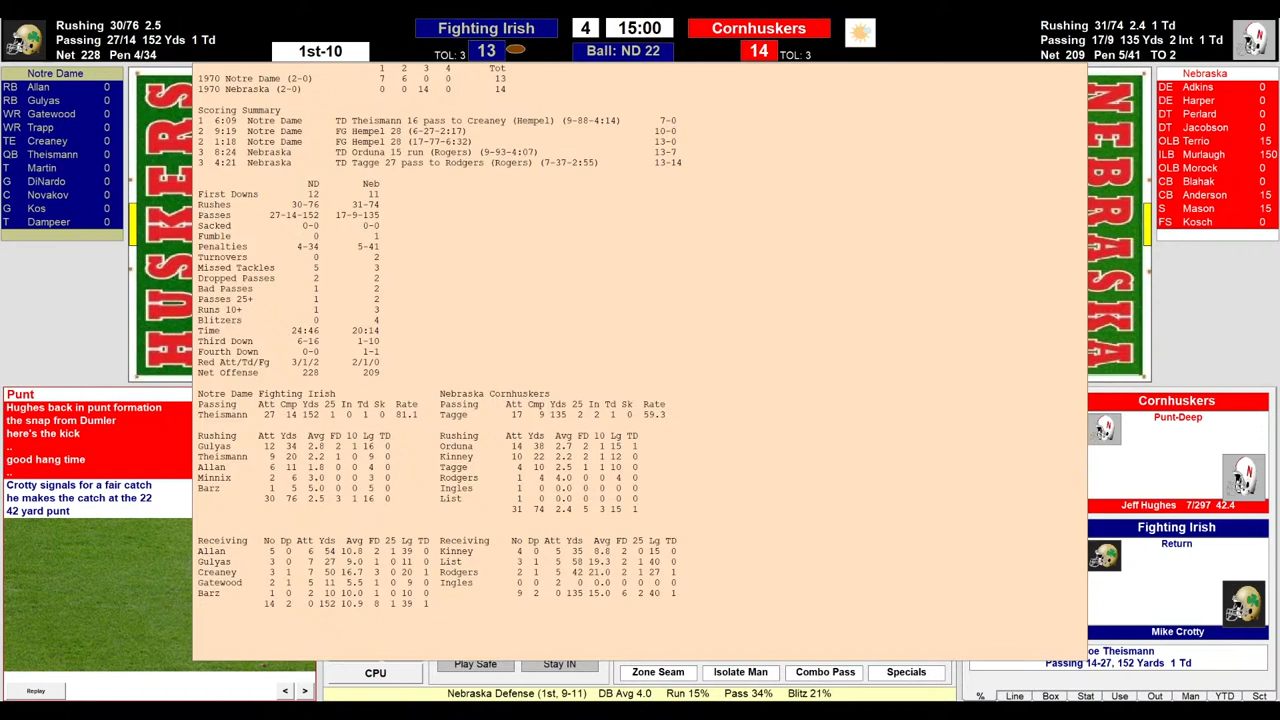 Rushing 30/76 2.5
Passing 27/14 152 Yds 1 Td
Net 228 Pen 4/34
1st-10
Fighting Irish
13
TOL: 3
4
15:00
Ball: ND 22
Cornhuskers
14
TOL: 3
Rushing 31/74 2.4 1 Td
Passing 17/9 135 Yds 2 Int 1 Td
Net 209 Pen 5/41 TO 2
Notre Dame
RB Allan 0
RB Gulyas 0
WR Gatewood 0
WR Trapp 0
TE Creaney 0
QB Theismann 0
T Martin 0
G DiNardo 0
C Novakov 0
G Kos 0
T Dampeer 0
HUSKERS
1 2 3 4 Tot
1970 Notre Dame (2-0) 7 6 0 0 13
1970 Nebraska (2-0) 0 0 14 0 14
Scoring Summary
1 6:09 Notre Dame TD Theismann 16 pass to Creaney (Hempel) (9-88-4:14) 7-0
2 9:19 Notre Dame FG Hempel 28 (6-27-2:17) 10-0
2 1:18 Notre Dame FG Hempel 28 (17-77-6:32) 13-0
3 8:24 Nebraska TD Orduna 15 run (Rogers) (9-93-4:07) 13-7
3 4:21 Nebraska TD Tagge 27 pass to Rodgers (Rogers) (7-37-2:55) 13-14
ND Neb
First Downs 12 11
Rushes 30-76 31-74
Passes 27-14-152 17-9-135
Sacked 0-0 0-0
Fumble 0 1
Penalties 4-34 5-41
Turnovers 0 2
Missed Tackles 5 3
Dropped Passes 2 2
Bad Passes 1 2
Passes 25+ 1 2
Runs 10+ 1 3
Blitzers 0 4
Time 24:46 20:14
Third Down 6-16 1-10
Fourth Down 0-0 1-1
Red Att/Td/Fg 3/1/2 2/1/0
Net Offense 228 209
Notre Dame Fighting Irish
Passing Att Cmp Yds 25 In Td Sk Rate
Theismann 27 14 152 1 0 1 0 81.1
Rushing Att Yds Avg FD 10 Lg TD
Gulyas 12 34 2.8 2 1 16 0
Theismann 9 20 2.2 1 0 9 0
Allan 6 11 1.8 0 0 4 0
Minnix 2 6 3.0 0 0 3 0
Barz 1 5 5.0 0 0 5 0
30 76 2.5 3 1 16 0
Receiving No Dp Att Yds Avg FD 25 Lg TD
Allan 5 0 6 54 10.8 2 1 39 0
Gulyas 3 0 7 27 9.0 1 0 11 0
Creaney 3 1 7 50 16.7 3 0 20 1
Gatewood 2 1 5 11 5.5 1 0 9 0
Barz 1 0 2 10 10.0 1 0 10 0
14 2 0 152 10.9 8 1 39 1
Nebraska Cornhuskers
Passing Att Cmp Yds 25 In Td Sk Rate
Tagge 17 9 135 2 2 1 0 59.3
Rushing Att Yds Avg FD 10 Lg TD
Orduna 14 38 2.7 2 1 15 1
Kinney 10 22 2.2 1 1 12 0
Tagge 4 10 2.5 1 1 10 0
Rodgers 1 4 4.0 0 0 4 0
Ingles 1 0 0.0 0 0 0 0
List 1 0 0.0 0 0 0 0
31 74 2.4 5 3 15 1
Receiving No Dp Att Yds Avg FD 25 Lg TD
Kinney 4 0 5 35 8.8 2 0 15 0
List 3 1 5 58 19.3 2 1 40 0
Rodgers 2 1 5 42 21.0 2 1 27 1
Ingles 0 0 2 0 0.0 0 0 0 0
9 2 0 135 15.0 6 2 40 1
NEBRASKA
Nebraska
DE Adkins 0
DE Harper 0
DT Perlard 0
DT Jacobson 0
OLB Terrio 15
ILB Murlaugh 150
OLB Morock 0
CB Blahak 0
CB Anderson 15
S Mason 15
FS Kosch 0
Punt
Hughes back in punt formation
the snap from Dumler
here's the kick
..
good hang time
..
Crotty signals for a fair catch
he makes the catch at the 22
42 yard punt
Replay
<
>
Cornhuskers
Punt-Deep
Jeff Hughes 7/297 42.4
Fighting Irish
Return
Mike Crotty
oe Theismann
Passing 14-27, 152 Yards 1 Td
CPU
Play Safe
Stay IN
Zone Seam
Isolate Man
Combo Pass
Specials
Nebraska Defense (1st, 9-11) DB Avg 4.0 Run 15% Pass 34% Blitz 21%
% Line Box Stat Use Out Man YTD Sct